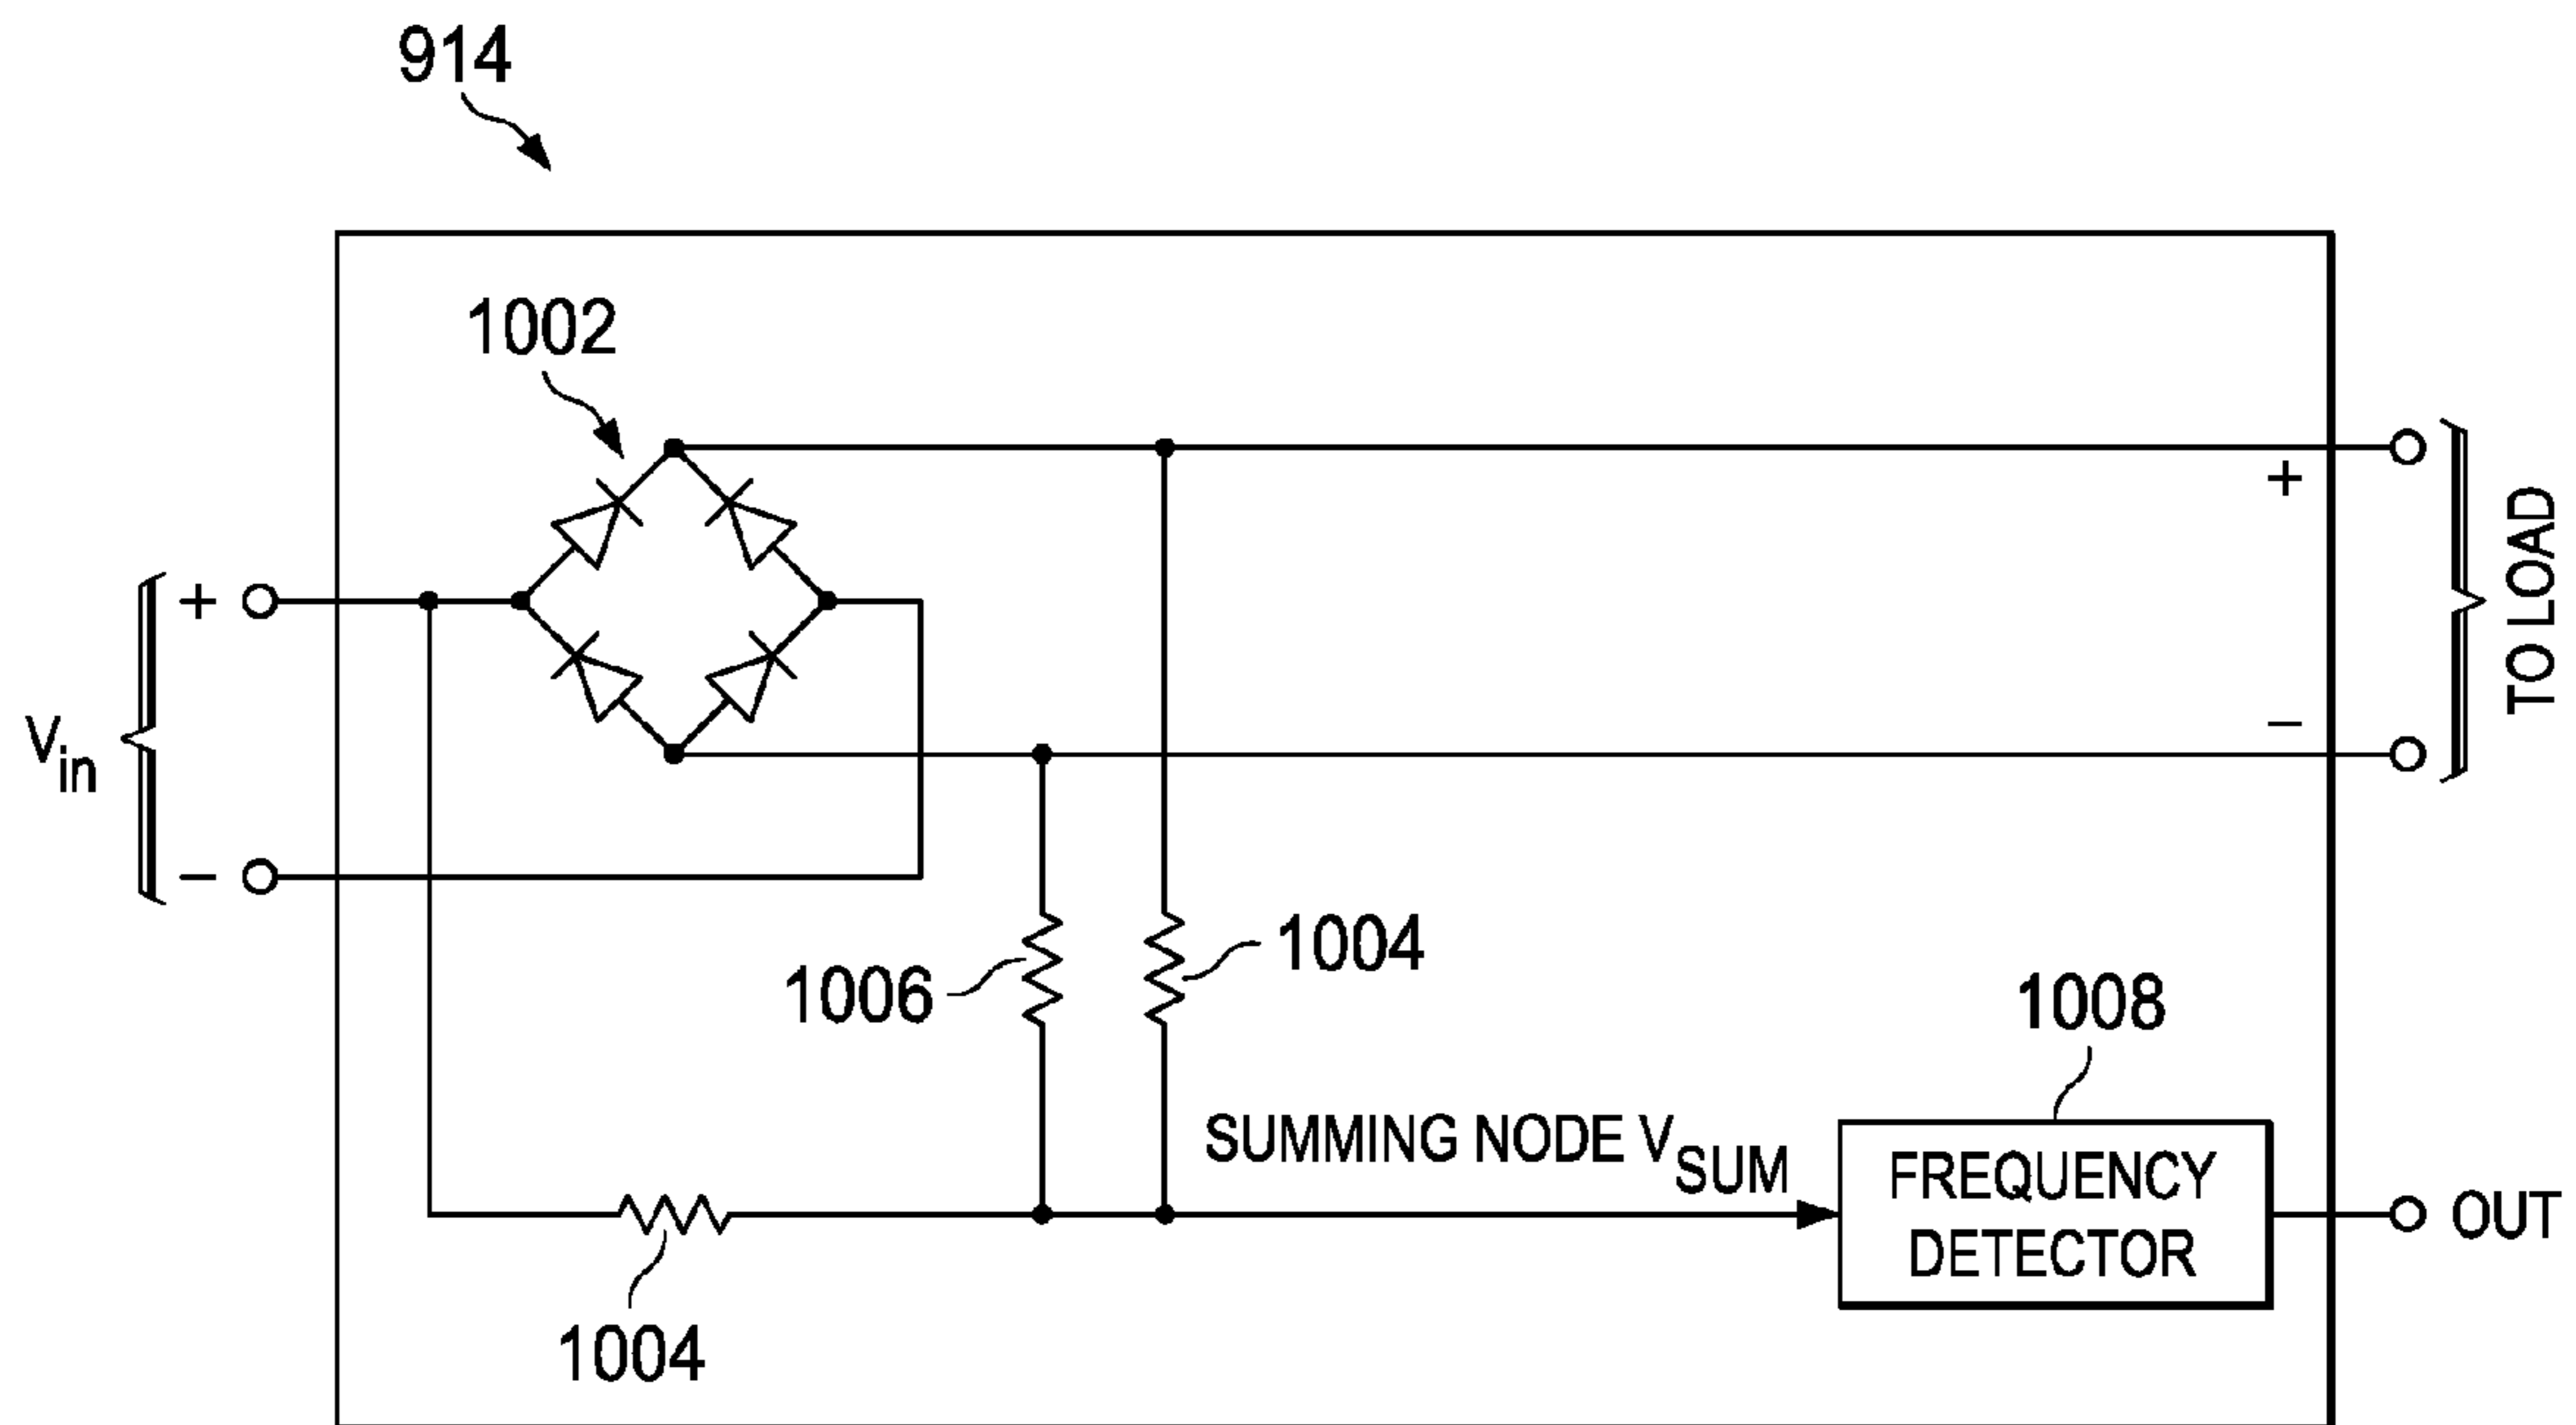 914
1002
+
+
TO LOAD
Vin
−
−
1006
1004
1008
SUMMING NODE VSUM
FREQUENCY
DETECTOR
OUT
1004